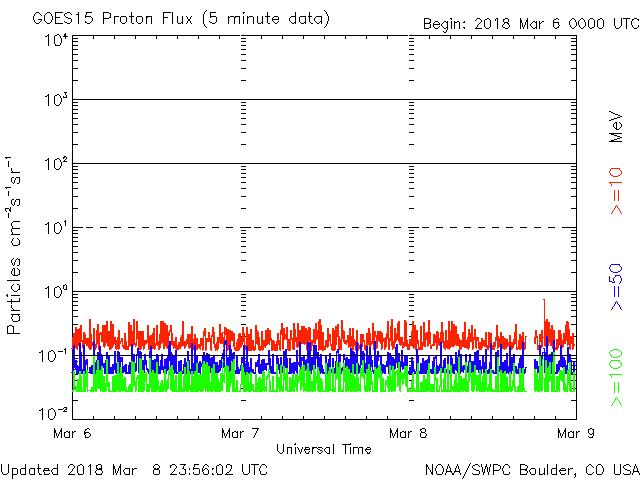 GOES15 Proton Flux (5 minute data)
Begin: 2018 Mar 6 0000 UTC
10⁴
10³
10²
10¹
10⁰
10⁻¹
10⁻²
Particles cm⁻²s⁻¹sr⁻¹
MeV
>=10
>=50
>=100
Mar 6
Mar 7
Mar 8
Mar 9
Universal Time
Updated 2018 Mar 8 23:56:02 UTC
NOAA/SWPC Boulder, CO USA